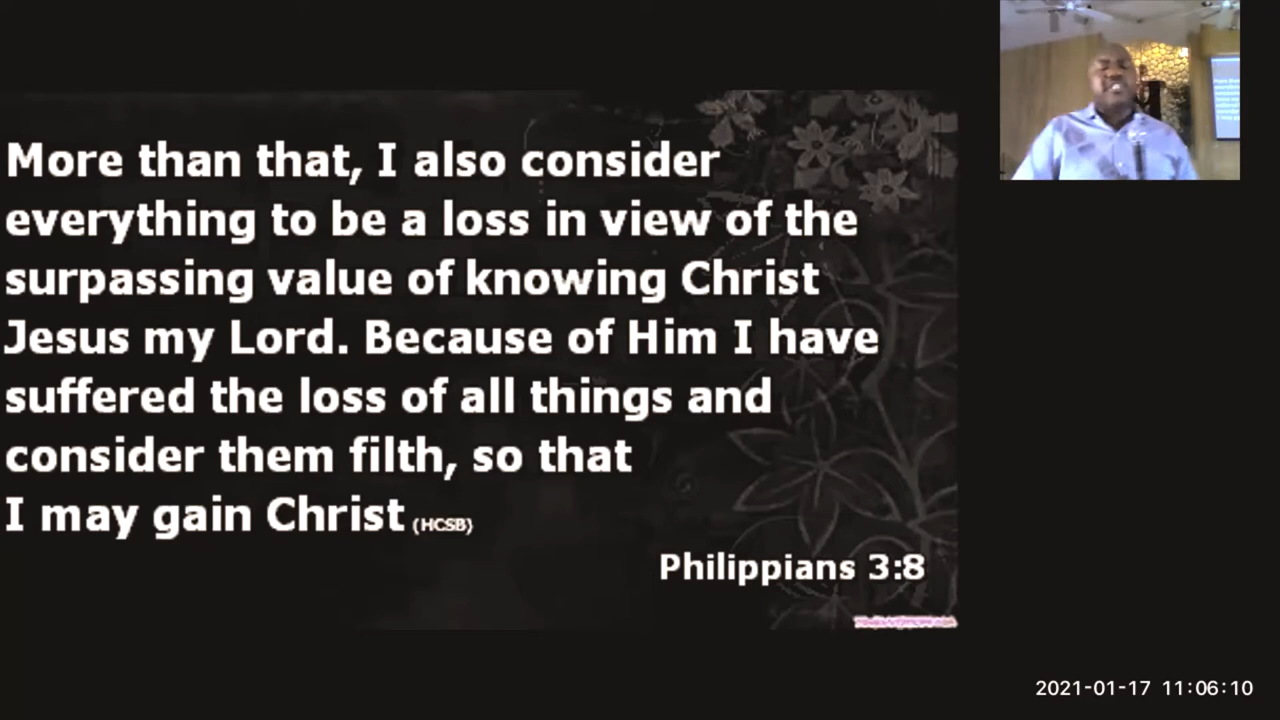 More than that, I also consider
everything to be a loss in view of the
surpassing value of knowing Christ
Jesus my Lord. Because of Him I have
suffered the loss of all things and
consider them filth, so that
I may gain Christ (HCSB)
Philippians 3:8
2021-01-17 11:06:10